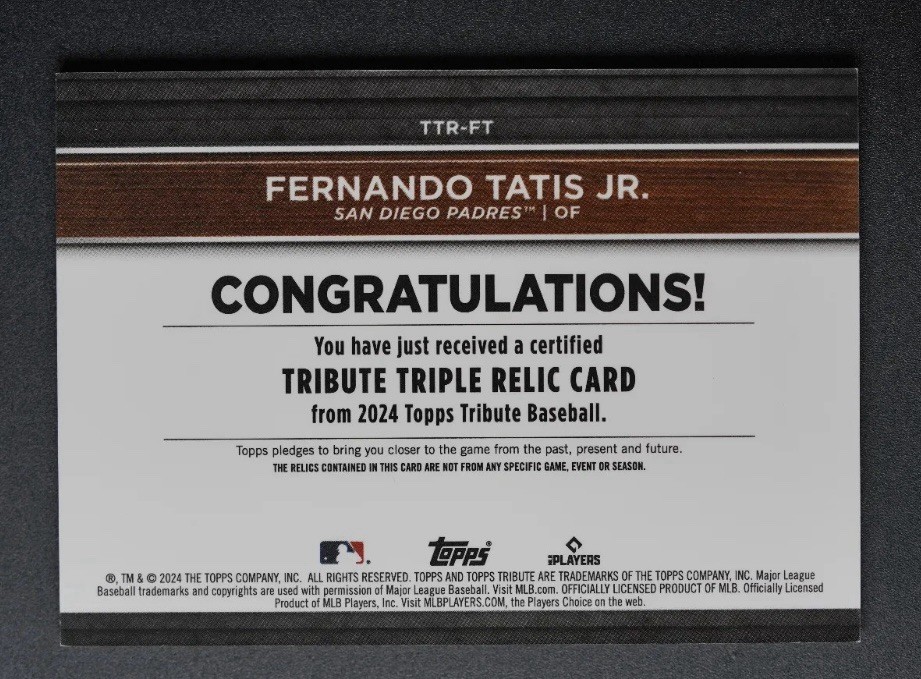 TTR-FT
FERNANDO TATIS JR.
SAN DIEGO PADRES™ | OF
CONGRATULATIONS!
You have just received a certified
TRIBUTE TRIPLE RELIC CARD
from 2024 Topps Tribute Baseball.
Topps pledges to bring you closer to the game from the past, present and future.
THE RELICS CONTAINED IN THIS CARD ARE NOT FROM ANY SPECIFIC GAME, EVENT OR SEASON.
Topps® PLAYERS
®, TM & © 2024 THE TOPPS COMPANY, INC. ALL RIGHTS RESERVED. TOPPS AND TOPPS TRIBUTE ARE TRADEMARKS OF THE TOPPS COMPANY, INC. Major League
Baseball trademarks and copyrights are used with permission of Major League Baseball. Visit MLB.com. OFFICIALLY LICENSED PRODUCT OF MLB. Officially Licensed
Product of MLB Players, Inc. Visit MLBPLAYERS.COM, the Players Choice on the web.